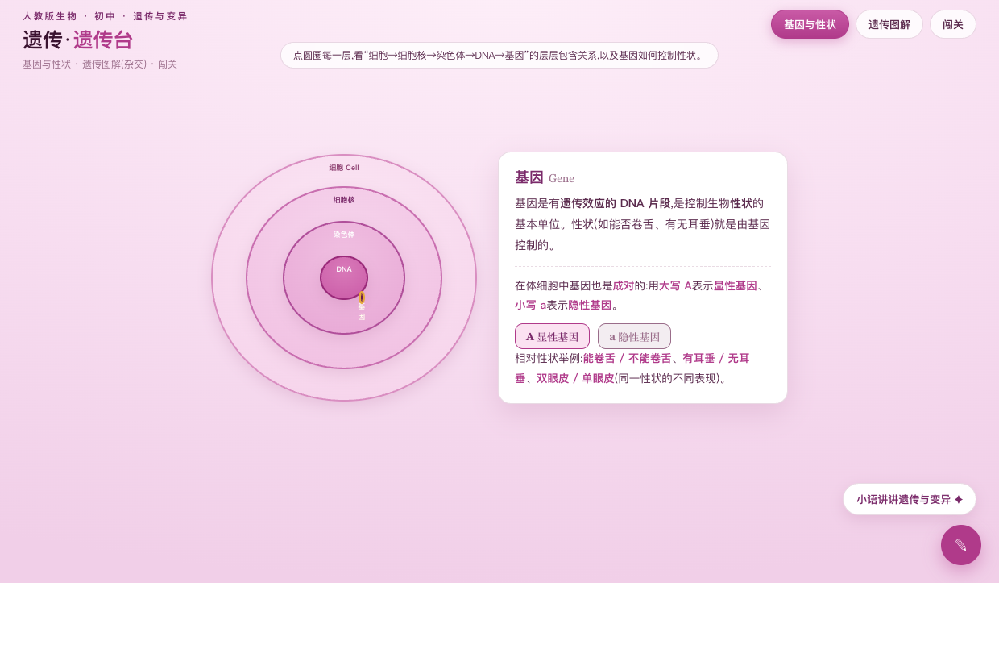 人教版生物 · 初中 · 遗传与变异
遗传·遗传台
基因与性状 · 遗传图解(杂交) · 闯关
基因与性状
遗传图解
闯关
点圆圈每一层,看“细胞→细胞核→染色体→DNA→基因”的层层包含关系,以及基因如何控制性状。
细胞 Cell
细胞核
染色体
DNA
基
因
基因 Gene
基因是有遗传效应的 DNA 片段,是控制生物性状的
基本单位。性状(如能否卷舌、有无耳垂)就是由基因
控制的。
在体细胞中基因也是成对的:用大写 A表示显性基因、
小写 a表示隐性基因。
A 显性基因
a 隐性基因
相对性状举例:能卷舌 / 不能卷舌、有耳垂 / 无耳
垂、双眼皮 / 单眼皮(同一性状的不同表现)。
小语讲讲遗传与变异 ✦